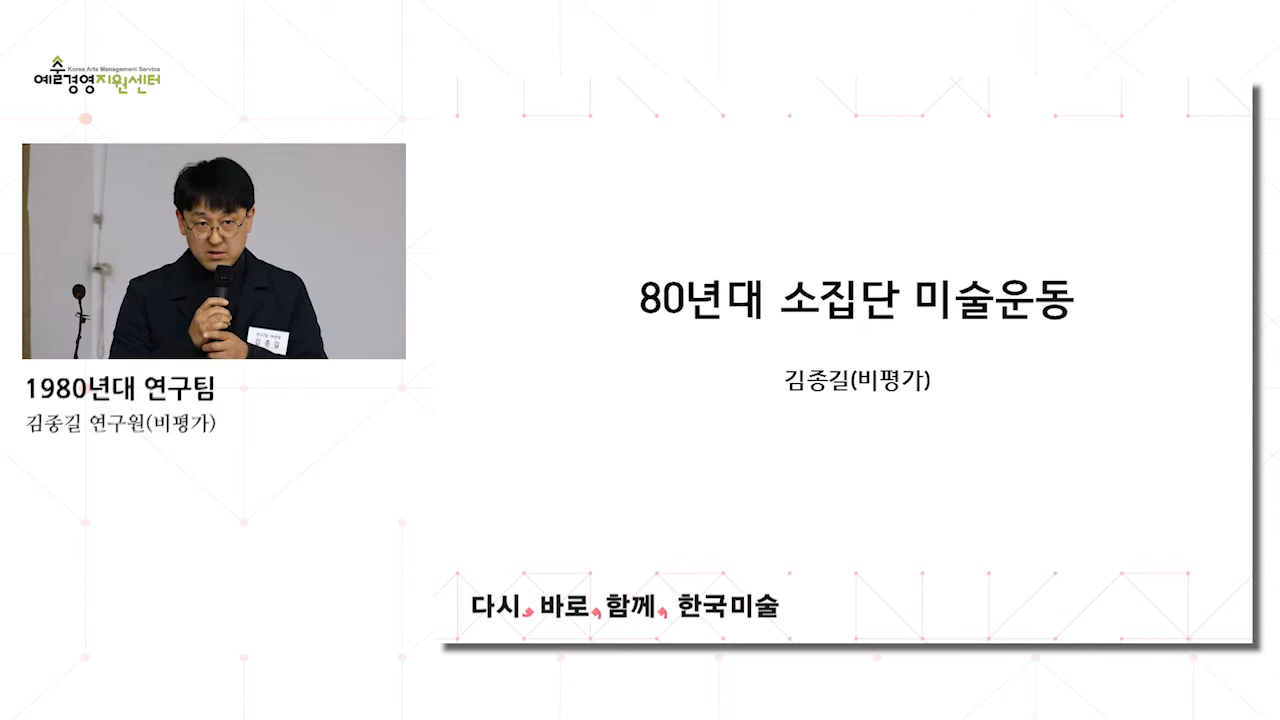 Korea Arts Management Service
예술경영지원센터
김종길
1980년대 연구팀
김종길 연구원(비평가)
80년대 소집단 미술운동
김종길(비평가)
다시, 바로, 함께, 한국미술